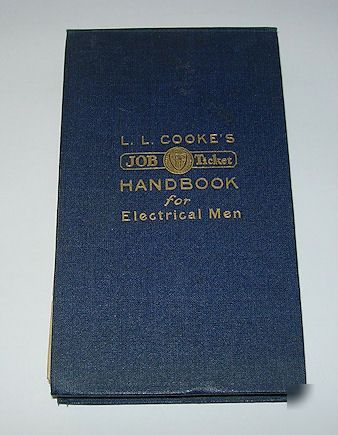 L. L. COOKE'S
JOB Ticket
HANDBOOK
for
Electrical Men